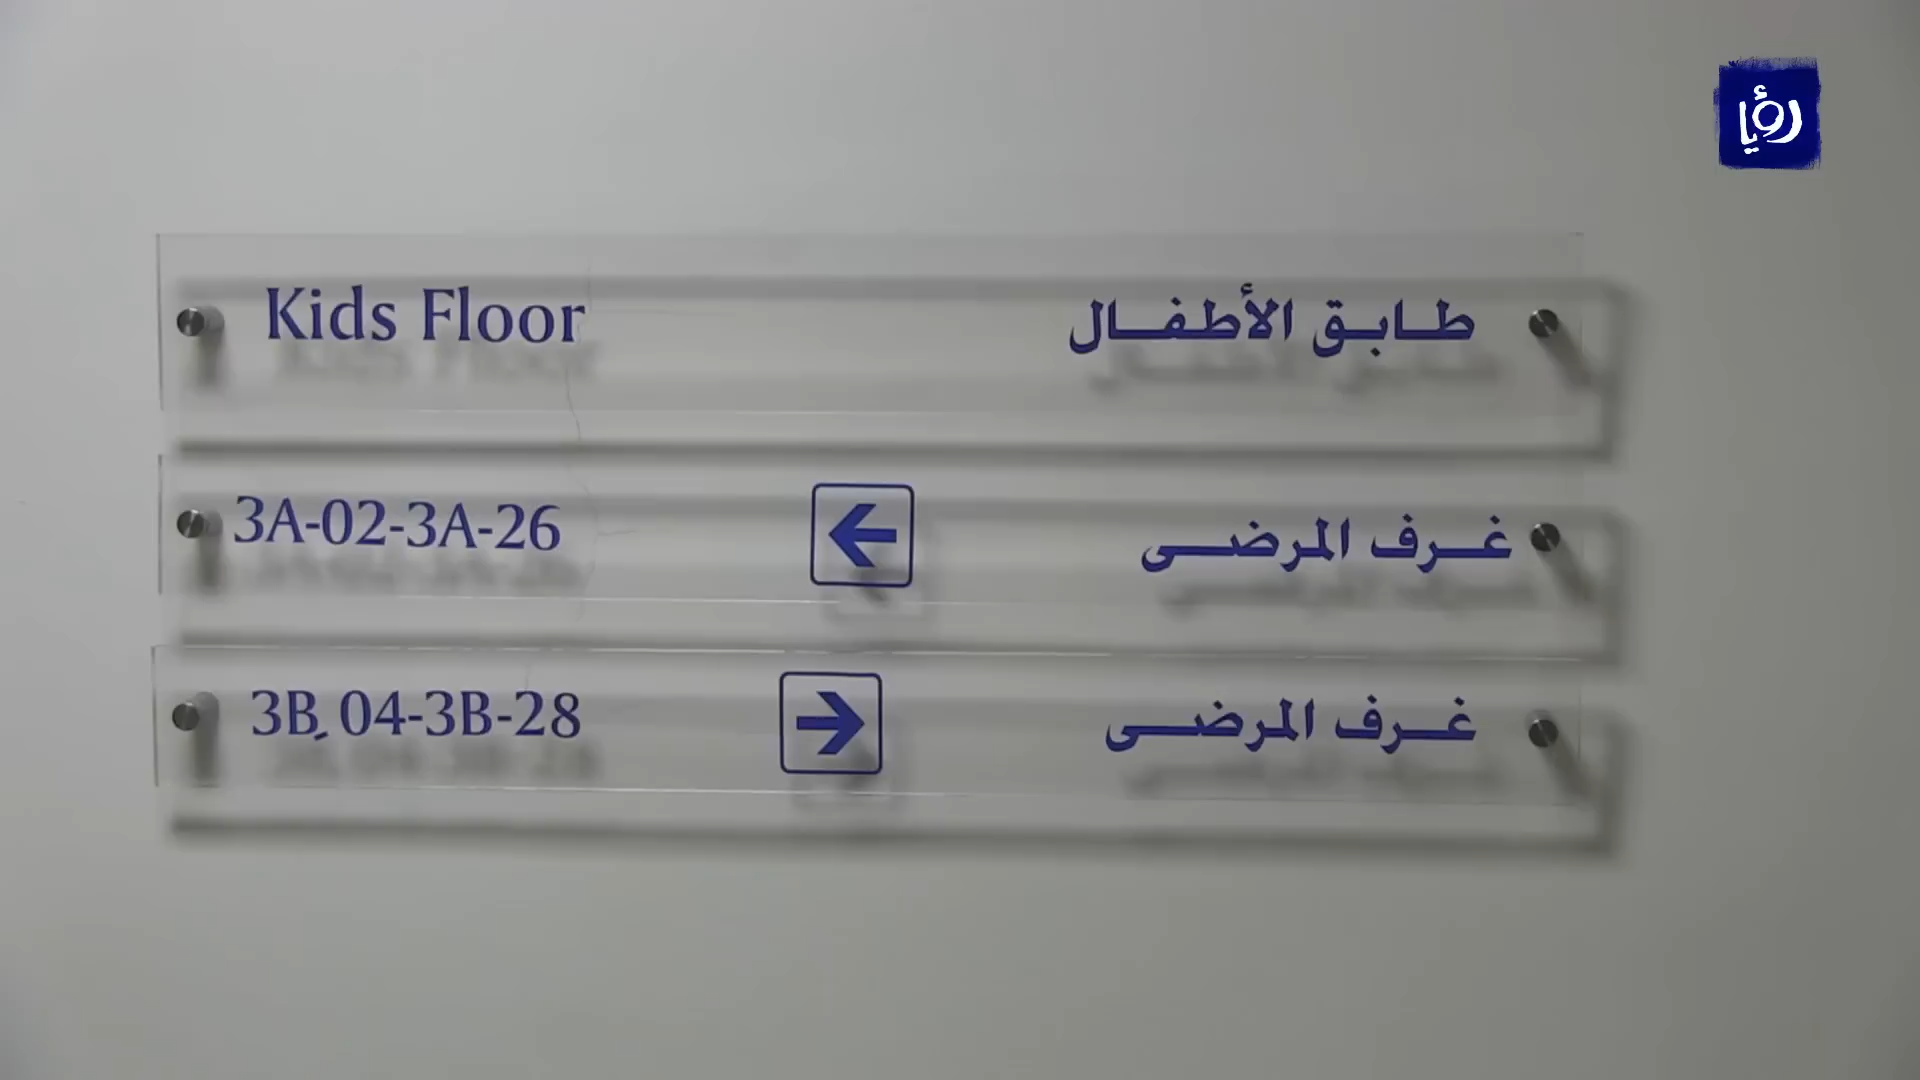 رؤيا
Kids Floor طابق الأطفال
3A-02-3A-26 غرف المرضى
3B 04-3B-28 غرف المرضى